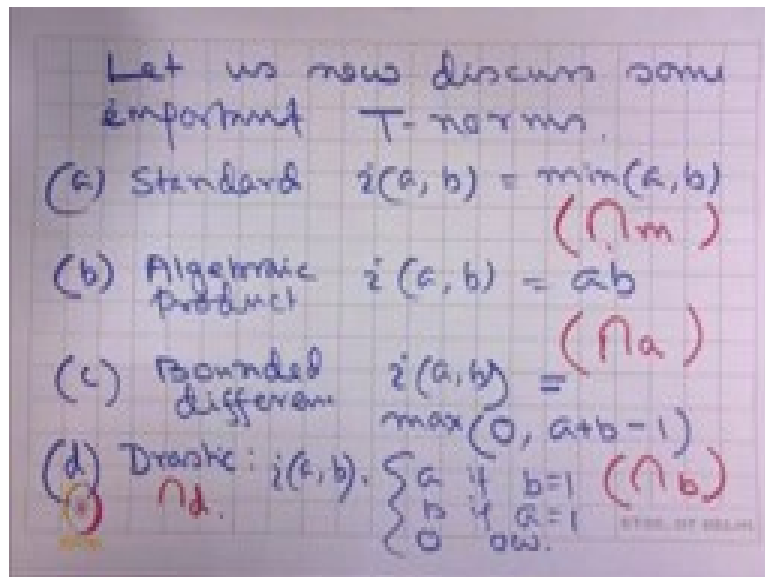 Let us now discuss some
important T-norms.
(a) Standard i(a, b) = min(a, b)
(∩m)
(b) Algebraic i(a, b) = ab
Product
(∩a)
(c) Bounded i(a, b) =
differen
max(0, a+b-1)
(∩b)
(d) Drastic: i(a, b). { a if b=1
b if a=1
0 ow.
∩d.